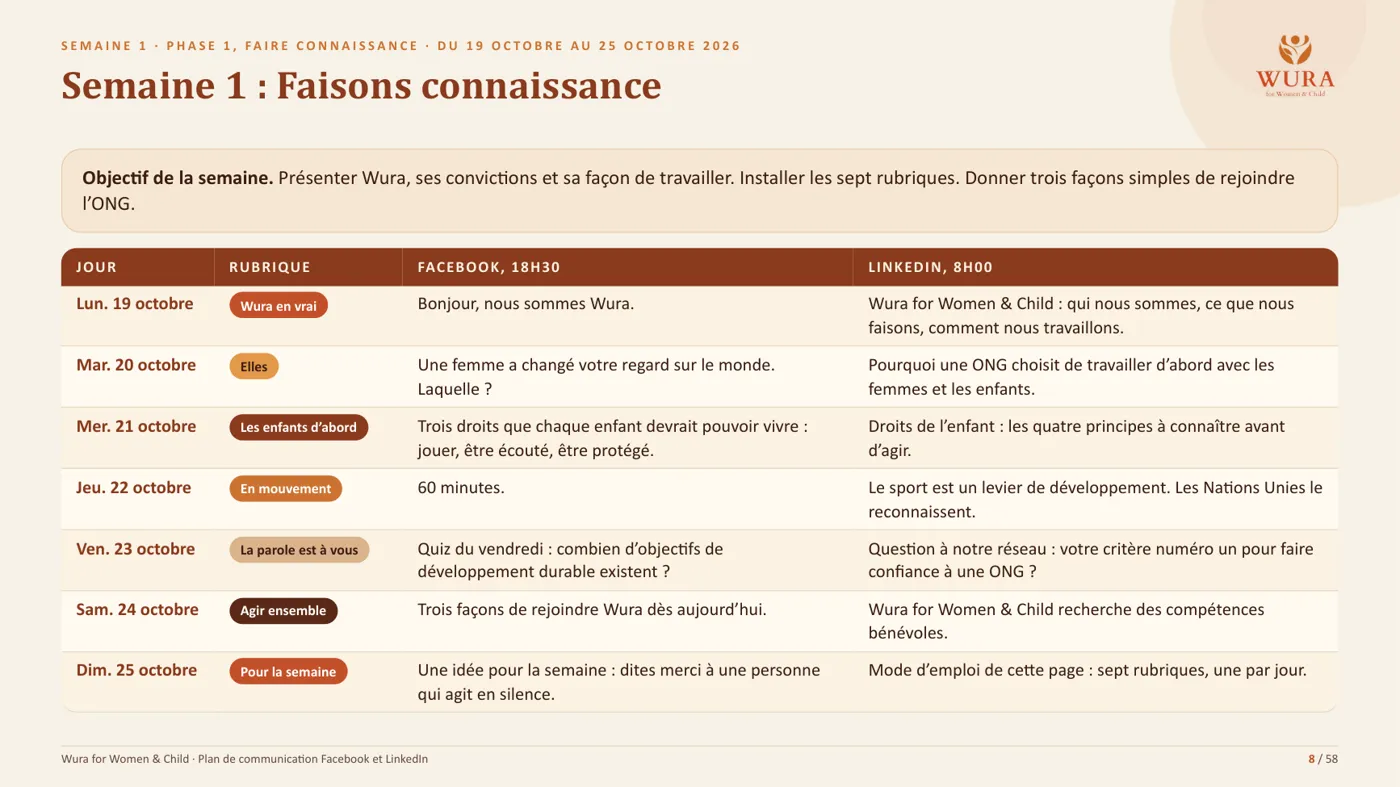 SEMAINE 1 · PHASE 1, FAIRE CONNAISSANCE · DU 19 OCTOBRE AU 25 OCTOBRE 2026
Semaine 1 : Faisons connaissance
WURA
for Women & Child
Objectif de la semaine. Présenter Wura, ses convictions et sa façon de travailler. Installer les sept rubriques. Donner trois façons simples de rejoindre
l’ONG.
JOUR RUBRIQUE FACEBOOK, 18H30 LINKEDIN, 8H00
Lun. 19 octobre Wura en vrai Bonjour, nous sommes Wura. Wura for Women & Child : qui nous sommes, ce que nous
faisons, comment nous travaillons.
Mar. 20 octobre Elles Une femme a changé votre regard sur le monde. Pourquoi une ONG choisit de travailler d’abord avec les
Laquelle ? femmes et les enfants.
Mer. 21 octobre Les enfants d’abord Trois droits que chaque enfant devrait pouvoir vivre : Droits de l’enfant : les quatre principes à connaître avant
jouer, être écouté, être protégé. d’agir.
Jeu. 22 octobre En mouvement 60 minutes. Le sport est un levier de développement. Les Nations Unies le
reconnaissent.
Ven. 23 octobre La parole est à vous Quiz du vendredi : combien d’objectifs de Question à notre réseau : votre critère numéro un pour faire
développement durable existent ? confiance à une ONG ?
Sam. 24 octobre Agir ensemble Trois façons de rejoindre Wura dès aujourd’hui. Wura for Women & Child recherche des compétences
bénévoles.
Dim. 25 octobre Pour la semaine Une idée pour la semaine : dites merci à une personne Mode d’emploi de cette page : sept rubriques, une par jour.
qui agit en silence.
Wura for Women & Child · Plan de communication Facebook et LinkedIn 8 / 58